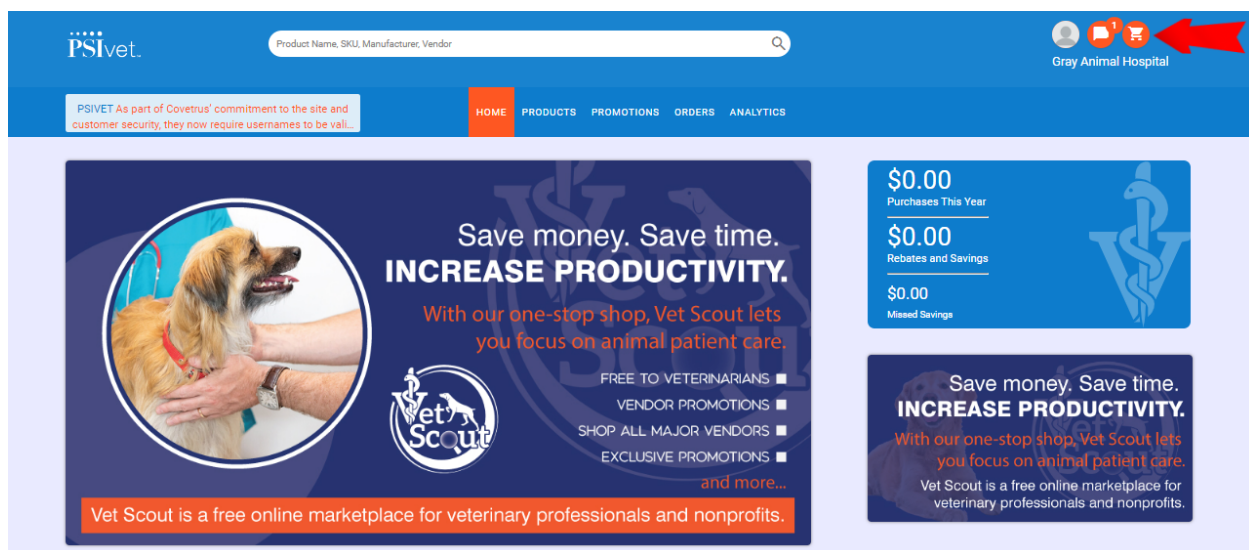 PSIvet
Product Name, SKU, Manufacturer, Vendor
1
Gray Animal Hospital
PSIVET As part of Covetrus' commitment to the site and
customer security, they now require usernames to be vali...
HOME PRODUCTS PROMOTIONS ORDERS ANALYTICS
Save money. Save time.
INCREASE PRODUCTIVITY.
With our one-stop shop, Vet Scout lets
you focus on animal patient care.
FREE TO VETERINARIANS
VENDOR PROMOTIONS
SHOP ALL MAJOR VENDORS
EXCLUSIVE PROMOTIONS
and more...
Vet
Scout
Vet Scout is a free online marketplace for veterinary professionals and nonprofits.
$0.00
Purchases This Year
$0.00
Rebates and Savings
$0.00
Missed Savings
Save money. Save time.
INCREASE PRODUCTIVITY.
With our one-stop shop, Vet Scout lets
you focus on animal patient care.
Vet Scout is a free online marketplace for
veterinary professionals and nonprofits.